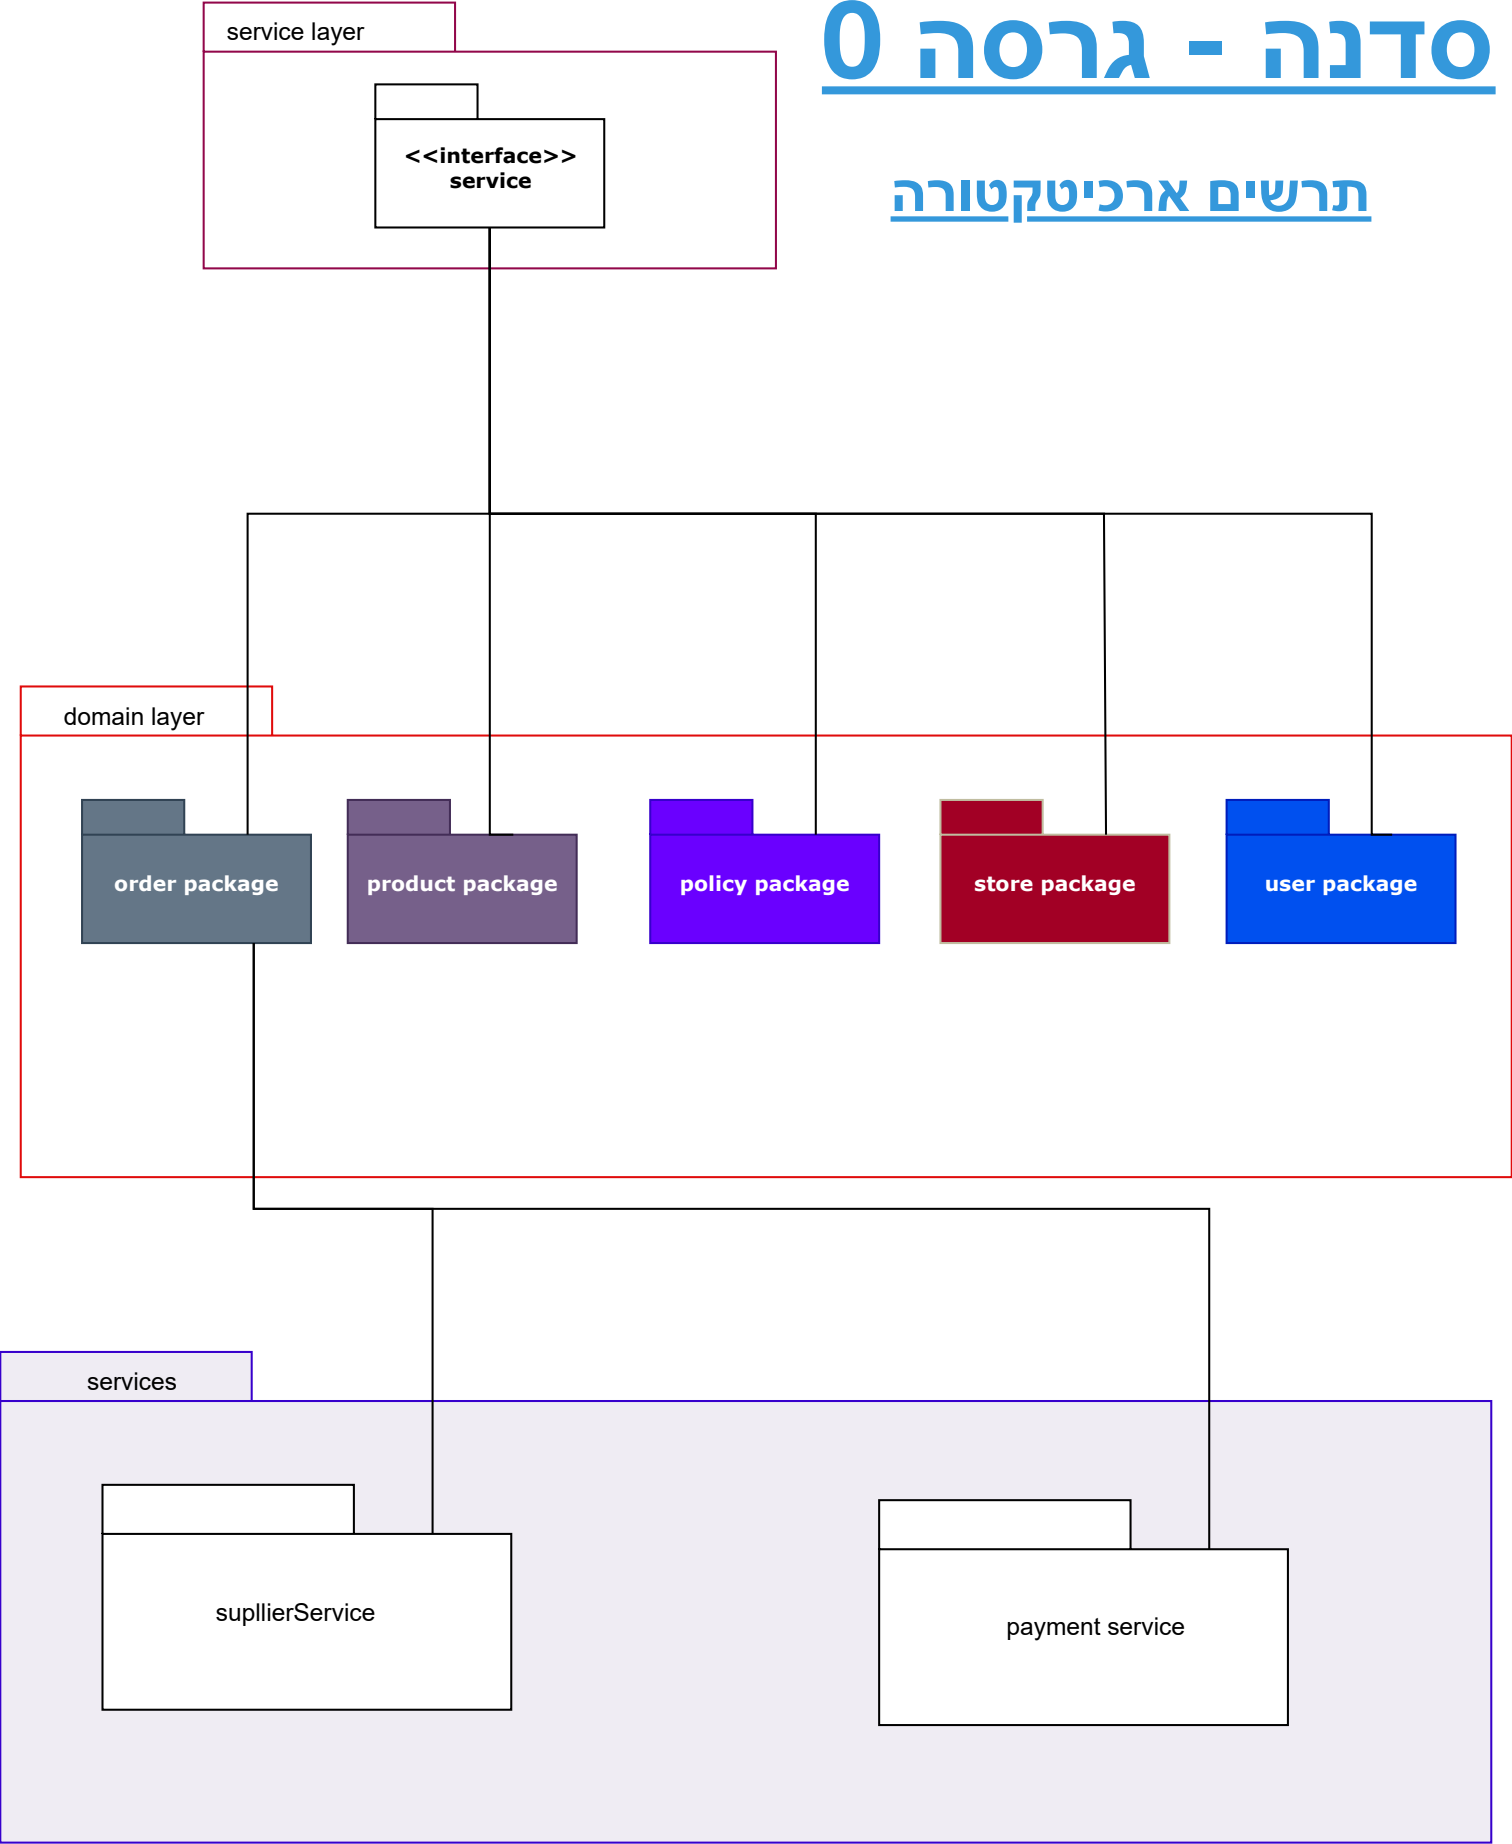 סדנה - גרסה 0
תרשים ארכיטקטורה
service layer
<<interface>>
service
domain layer
order package
product package
policy package
store package
user package
services
supllierService
payment service